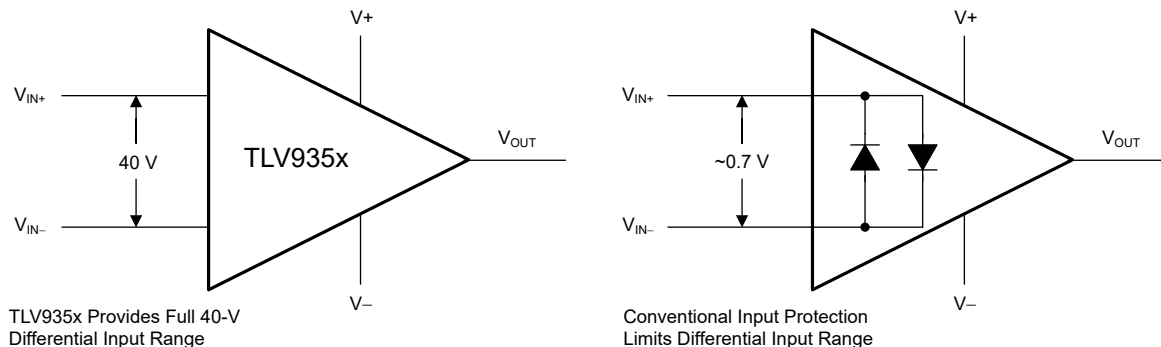 V+
VIN+
40 V
TLV935x
VOUT
VIN–
V–
TLV935x Provides Full 40-V
Differential Input Range
V+
VIN+
~0.7 V
VOUT
VIN–
V–
Conventional Input Protection
Limits Differential Input Range